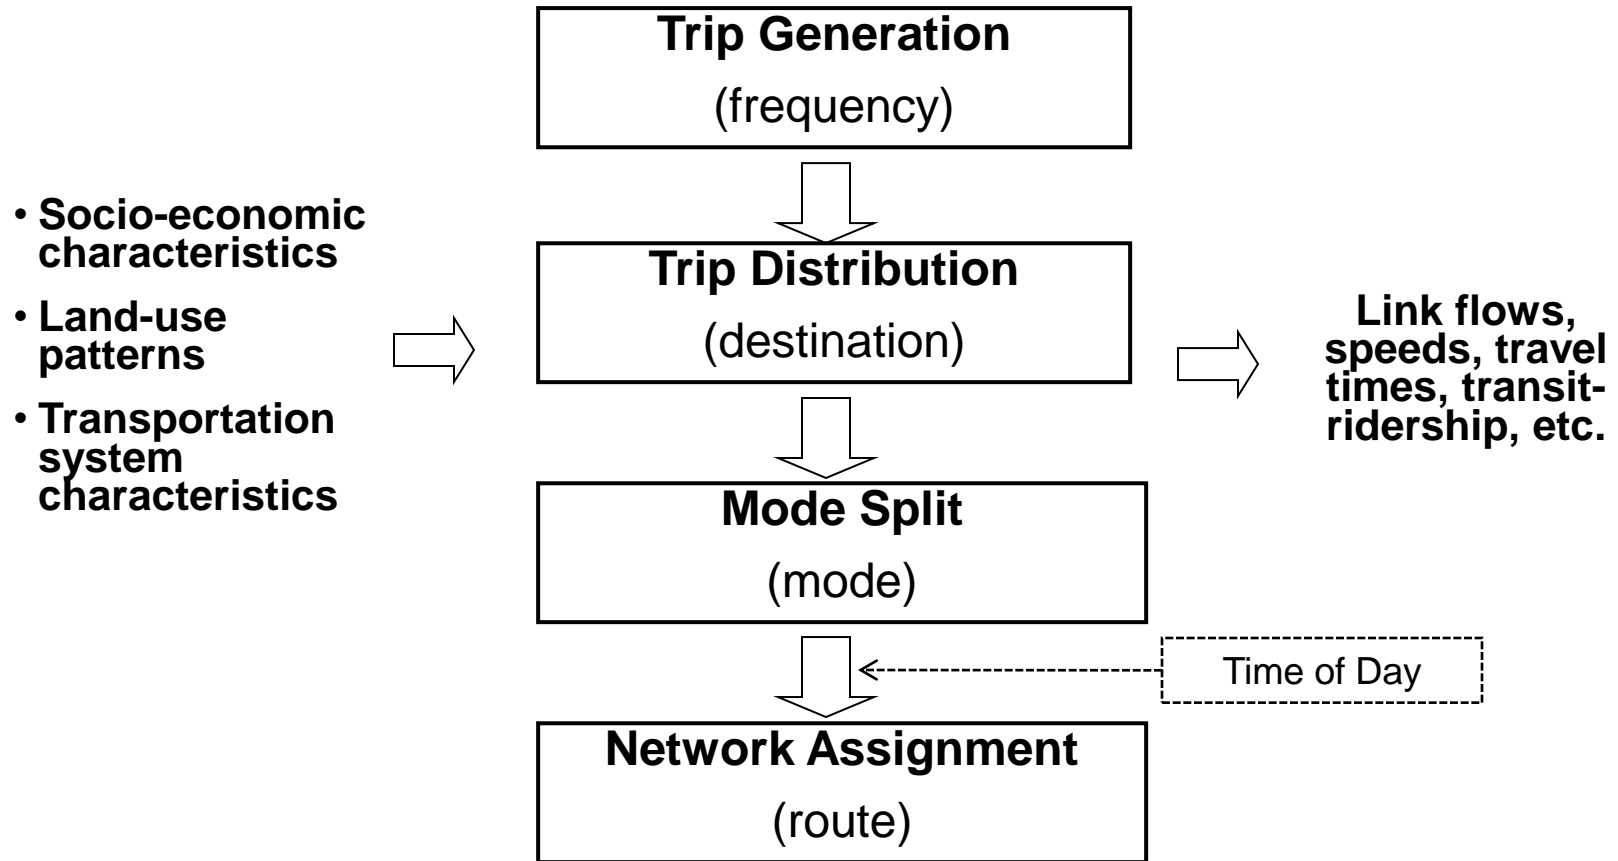 Trip Generation
(frequency)
• Socio-economic
characteristics
• Land-use
patterns
• Transportation
system
characteristics
Trip Distribution
(destination)
Link flows,
speeds, travel
times, transit-
ridership, etc.
Mode Split
(mode)
Time of Day
Network Assignment
(route)